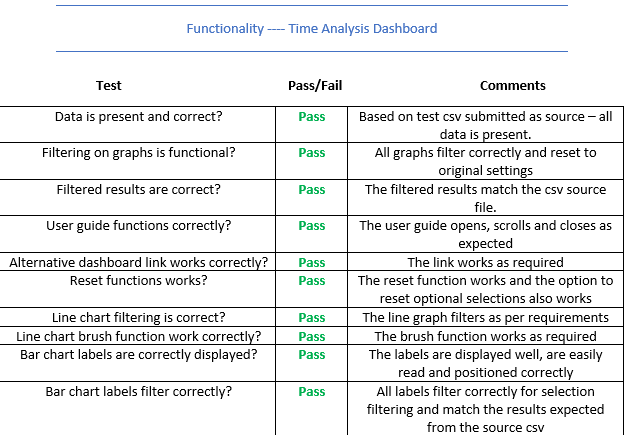 Functionality ---- Time Analysis Dashboard
Test Pass/Fail Comments
Data is present and correct? Pass Based on test csv submitted as source – all
data is present.
Filtering on graphs is functional? Pass All graphs filter correctly and reset to
original settings
Filtered results are correct? Pass The filtered results match the csv source
file.
User guide functions correctly? Pass The user guide opens, scrolls and closes as
expected
Alternative dashboard link works correctly? Pass The link works as required
Reset functions works? Pass The reset function works and the option to
reset optional selections also works
Line chart filtering is correct? Pass The line graph filters as per requirements
Line chart brush function work correctly? Pass The brush function works as required
Bar chart labels are correctly displayed? Pass The labels are displayed well, are easily
read and positioned correctly
Bar chart labels filter correctly? Pass All labels filter correctly for selection
filtering and match the results expected
from the source csv